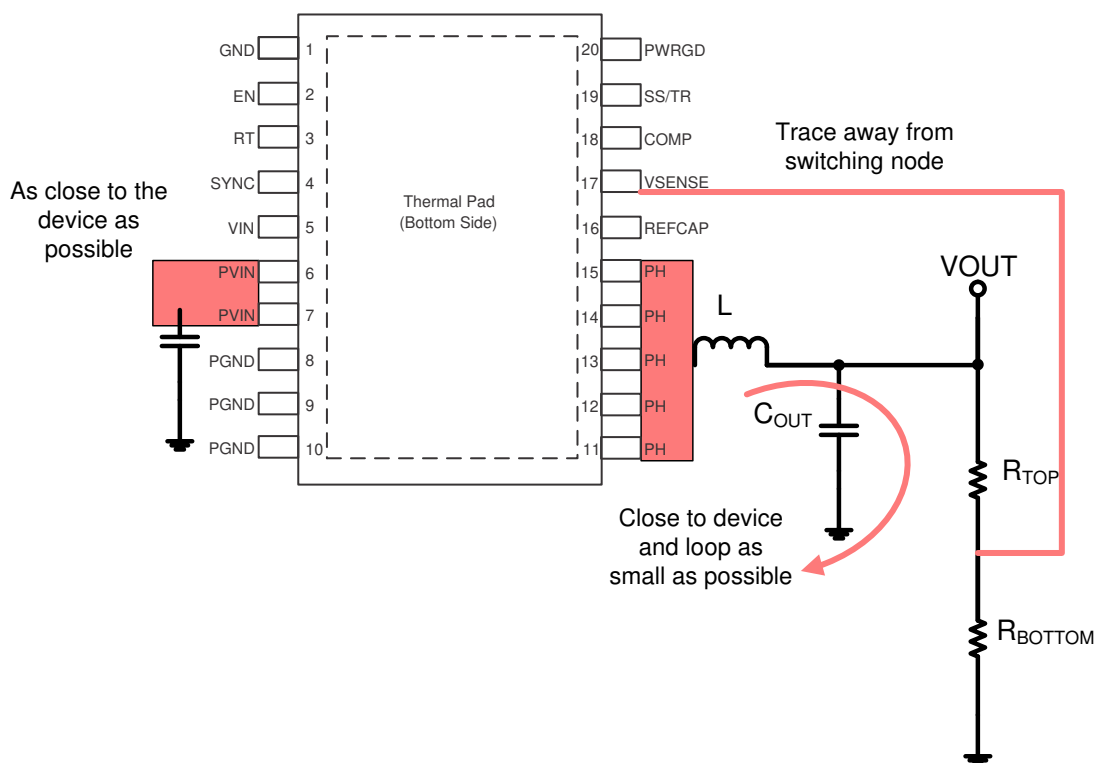 GND
1
EN
2
RT
3
SYNC
4
VIN
5
PVIN
6
PVIN
7
PGND
8
PGND
9
PGND
10
As close to the
device as
possible
Thermal Pad
(Bottom Side)
20
PWRGD
19
SS/TR
18
COMP
17
VSENSE
16
REFCAP
15
PH
14
PH
13
PH
12
PH
11
PH
Trace away from
switching node
VOUT
L
COUT
RTOP
Close to device
and loop as
small as possible
RBOTTOM